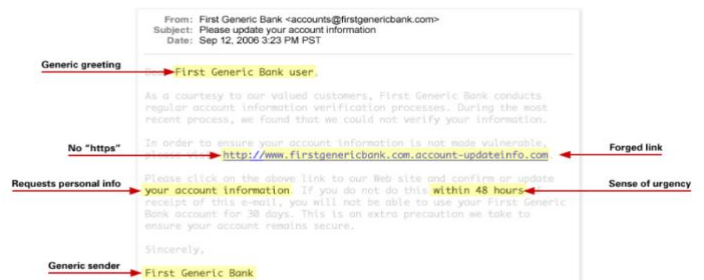 From: First Generic Bank <accounts@firstgenericbank.com>
Subject: Please update your account information
Date: Sep 12, 2006 3:23 PM PST
Generic greeting
Dear First Generic Bank user,
As a courtesy to our valued customers, First Generic Bank conducts
regular account information verification processes. During the most
recent process, we found that we could not verify your information.
In order to ensure your account information is not made vulnerable,
No "https"
please visit http://www.firstgenericbank.com.account-updateinfo.com.
Forged link
Please click on the above link to our Web site and confirm or update
Requests personal info
your account information. If you do not do this within 48 hours of
Sense of urgency
receipt of this e-mail, you will not be able to use your First Generic
Bank account for 30 days. This is an extra precaution we take to
ensure your account remains secure.
Sincerely,
Generic sender
First Generic Bank